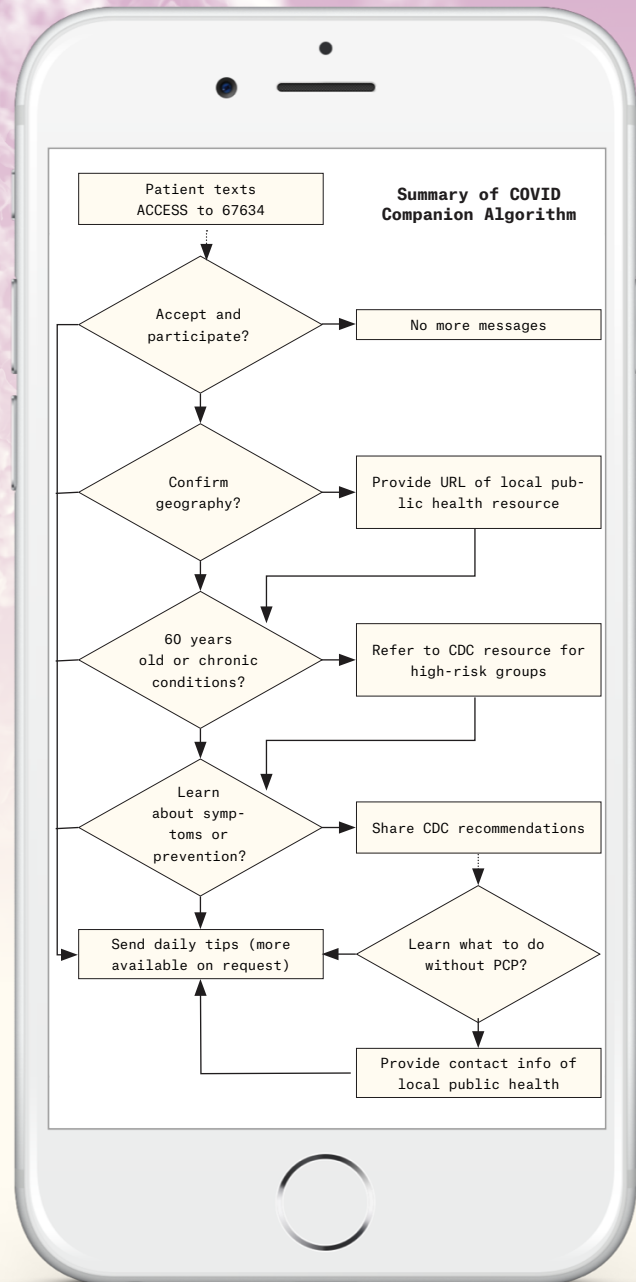 Patient texts
ACCESS to 67634
Summary of COVID
Companion Algorithm
Accept and
participate?
No more messages
Confirm
geography?
Provide URL of local pub-
lic health resource
60 years
old or chronic
conditions?
Refer to CDC resource for
high-risk groups
Learn
about symp-
toms or
prevention?
Share CDC recommendations
Send daily tips (more
available on request)
Learn what to do
without PCP?
Provide contact info of
local public health